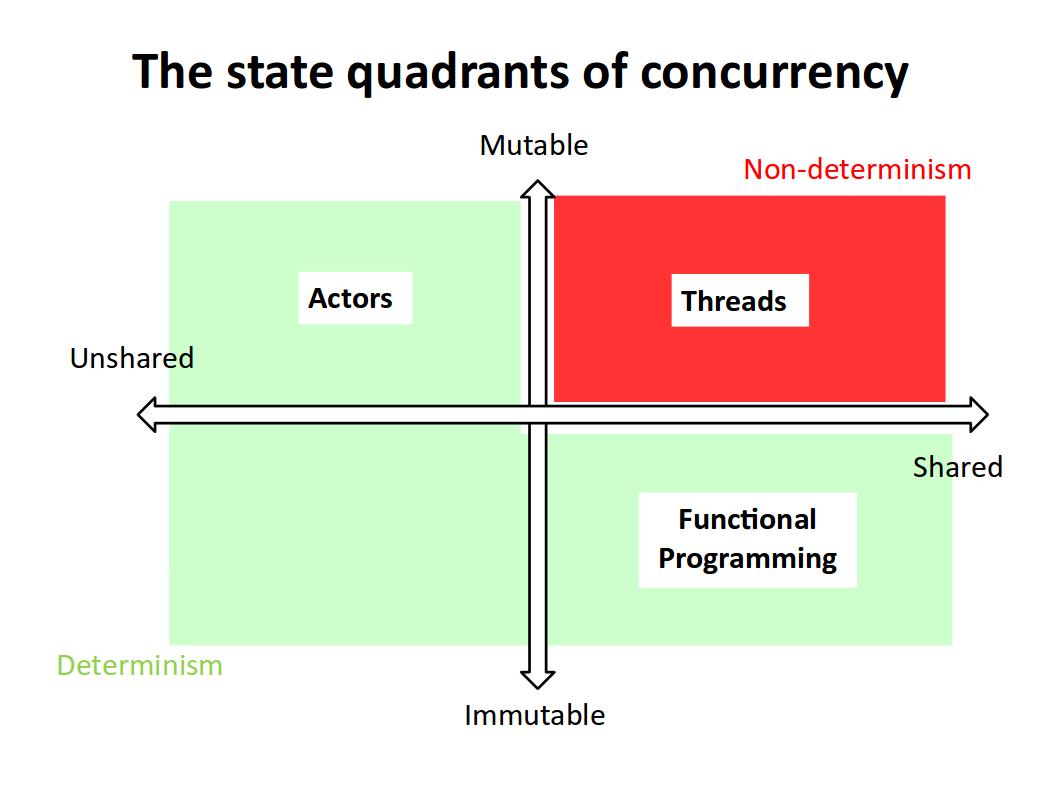 The state quadrants of concurrency
Mutable
Non-determinism
Actors
Threads
Unshared
Shared
Functional
Programming
Determinism
Immutable